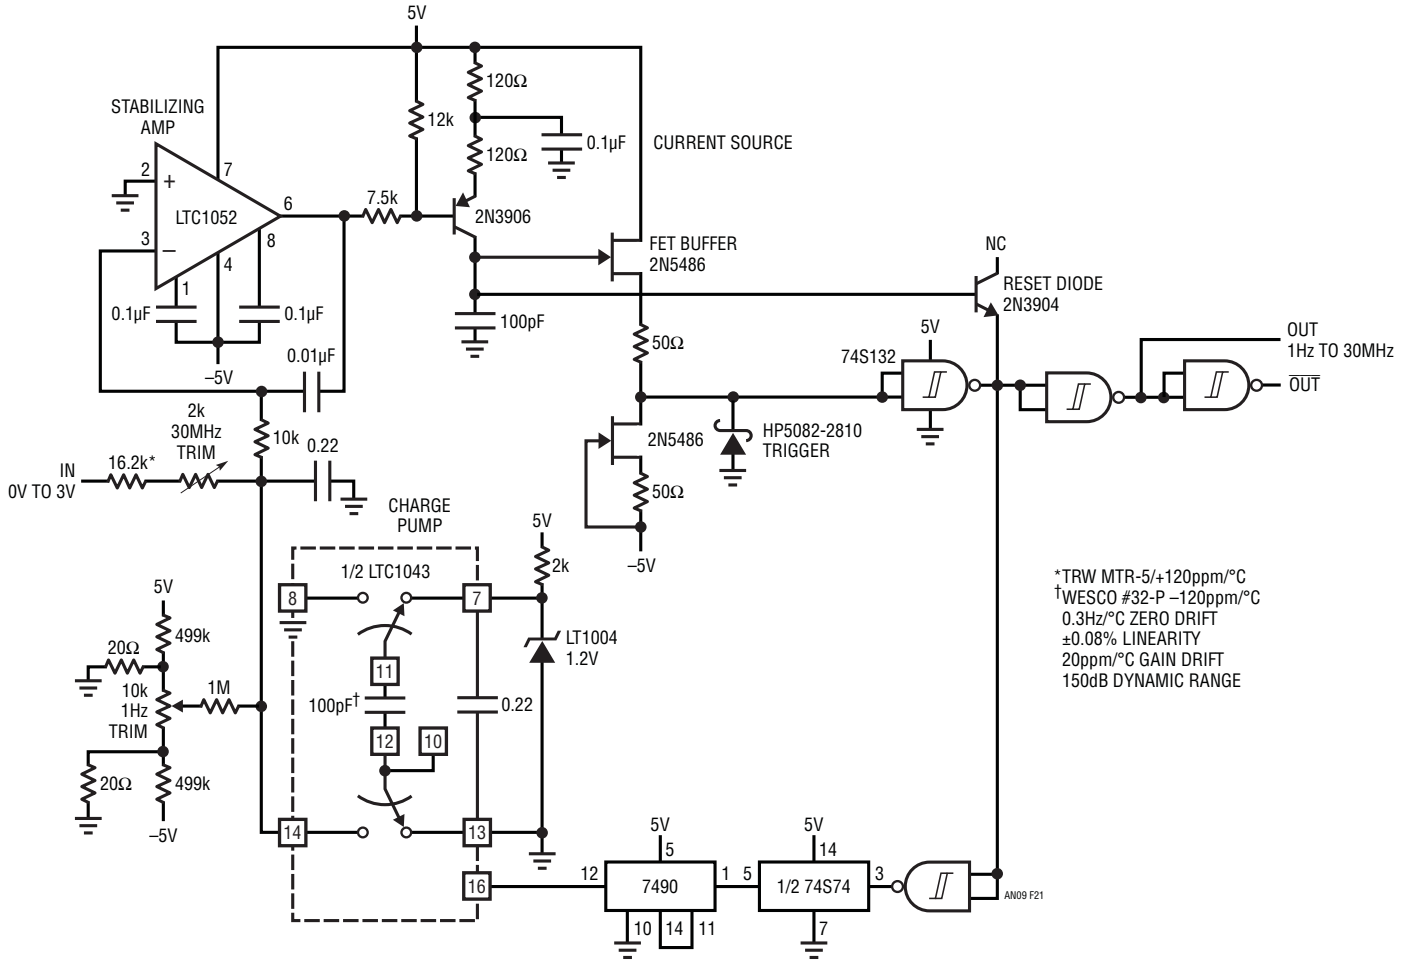 5V
120Ω
STABILIZING
AMP
12k
0.1µF
CURRENT SOURCE
2
+
7
120Ω
7.5k
6
LTC1052
2N3906
3
–
8
4
1
0.1µF
0.1µF
–5V
FET BUFFER
2N5486
NC
RESET DIODE
2N3904
100pF
50Ω
5V
74S132
OUT
1Hz TO 30MHz
OUT
0.01µF
2k
30MHz
TRIM
10k
0.22
IN
0V TO 3V
16.2k*
2N5486
HP5082-2810
TRIGGER
50Ω
–5V
CHARGE
PUMP
5V
2k
1/2 LTC1043
8
7
LT1004
1.2V
11
100pF†
0.22
12
10
14
13
16
5V
499k
20Ω
10k
1Hz
TRIM
1M
20Ω
499k
–5V
*TRW MTR-5/+120ppm/°C
†WESCO #32-P –120ppm/°C
0.3Hz/°C ZERO DRIFT
±0.08% LINEARITY
20ppm/°C GAIN DRIFT
150dB DYNAMIC RANGE
5V
5
12
7490
1
10
14
11
5V
14
5
1/2 74S74
3
7
AN09 F21